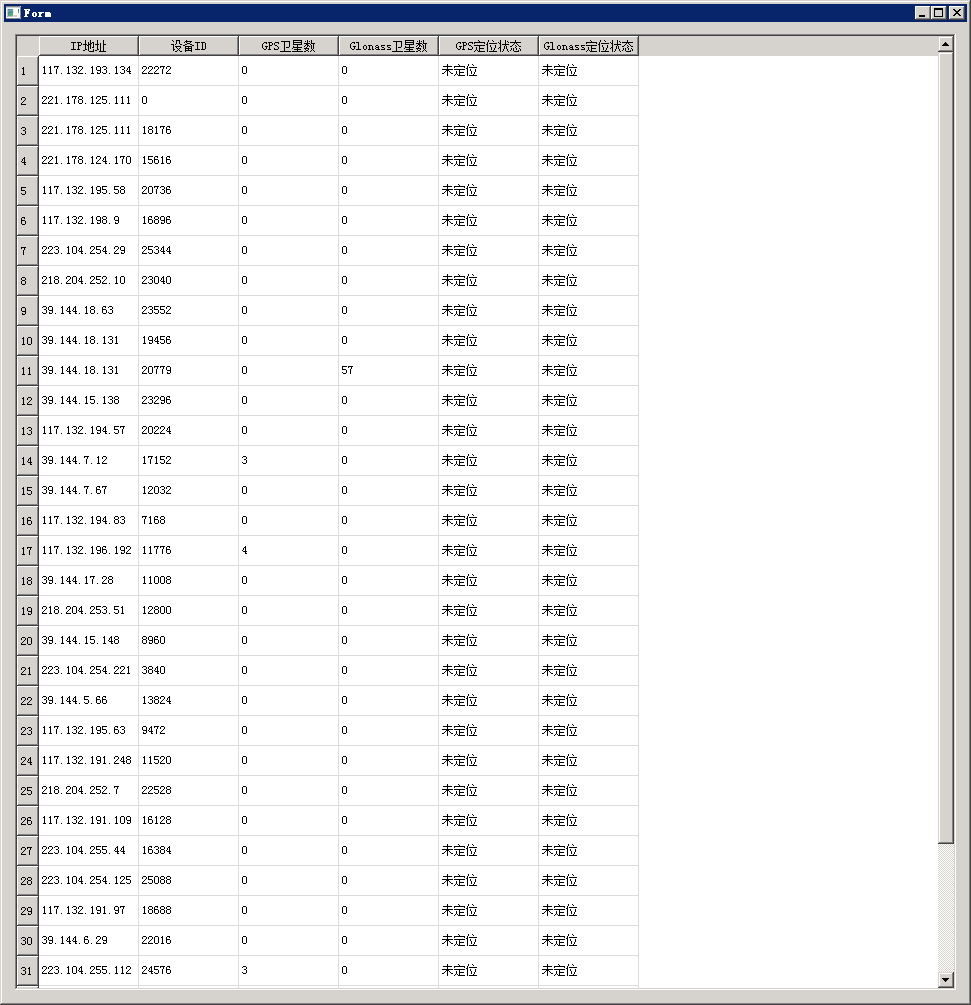 Form
IP地址 设备ID GPS卫星数 Glonass卫星数 GPS定位状态 Glonass定位状态
1 117.132.193.134 22272 0 0 未定位 未定位
2 221.178.125.111 0 0 0 未定位 未定位
3 221.178.125.111 18176 0 0 未定位 未定位
4 221.178.124.170 15616 0 0 未定位 未定位
5 117.132.195.58 20736 0 0 未定位 未定位
6 117.132.198.9 16896 0 0 未定位 未定位
7 223.104.254.29 25344 0 0 未定位 未定位
8 218.204.252.10 23040 0 0 未定位 未定位
9 39.144.18.63 23552 0 0 未定位 未定位
10 39.144.18.131 19456 0 0 未定位 未定位
11 39.144.18.131 20779 0 57 未定位 未定位
12 39.144.15.138 23296 0 0 未定位 未定位
13 117.132.194.57 20224 0 0 未定位 未定位
14 39.144.7.12 17152 3 0 未定位 未定位
15 39.144.7.67 12032 0 0 未定位 未定位
16 117.132.194.83 7168 0 0 未定位 未定位
17 117.132.196.192 11776 4 0 未定位 未定位
18 39.144.17.28 11008 0 0 未定位 未定位
19 218.204.253.51 12800 0 0 未定位 未定位
20 39.144.15.148 8960 0 0 未定位 未定位
21 223.104.254.221 3840 0 0 未定位 未定位
22 39.144.5.66 13824 0 0 未定位 未定位
23 117.132.195.63 9472 0 0 未定位 未定位
24 117.132.191.248 11520 0 0 未定位 未定位
25 218.204.252.7 22528 0 0 未定位 未定位
26 117.132.191.109 16128 0 0 未定位 未定位
27 223.104.255.44 16384 0 0 未定位 未定位
28 223.104.254.125 25088 0 0 未定位 未定位
29 117.132.191.97 18688 0 0 未定位 未定位
30 39.144.6.29 22016 0 0 未定位 未定位
31 223.104.255.112 24576 3 0 未定位 未定位